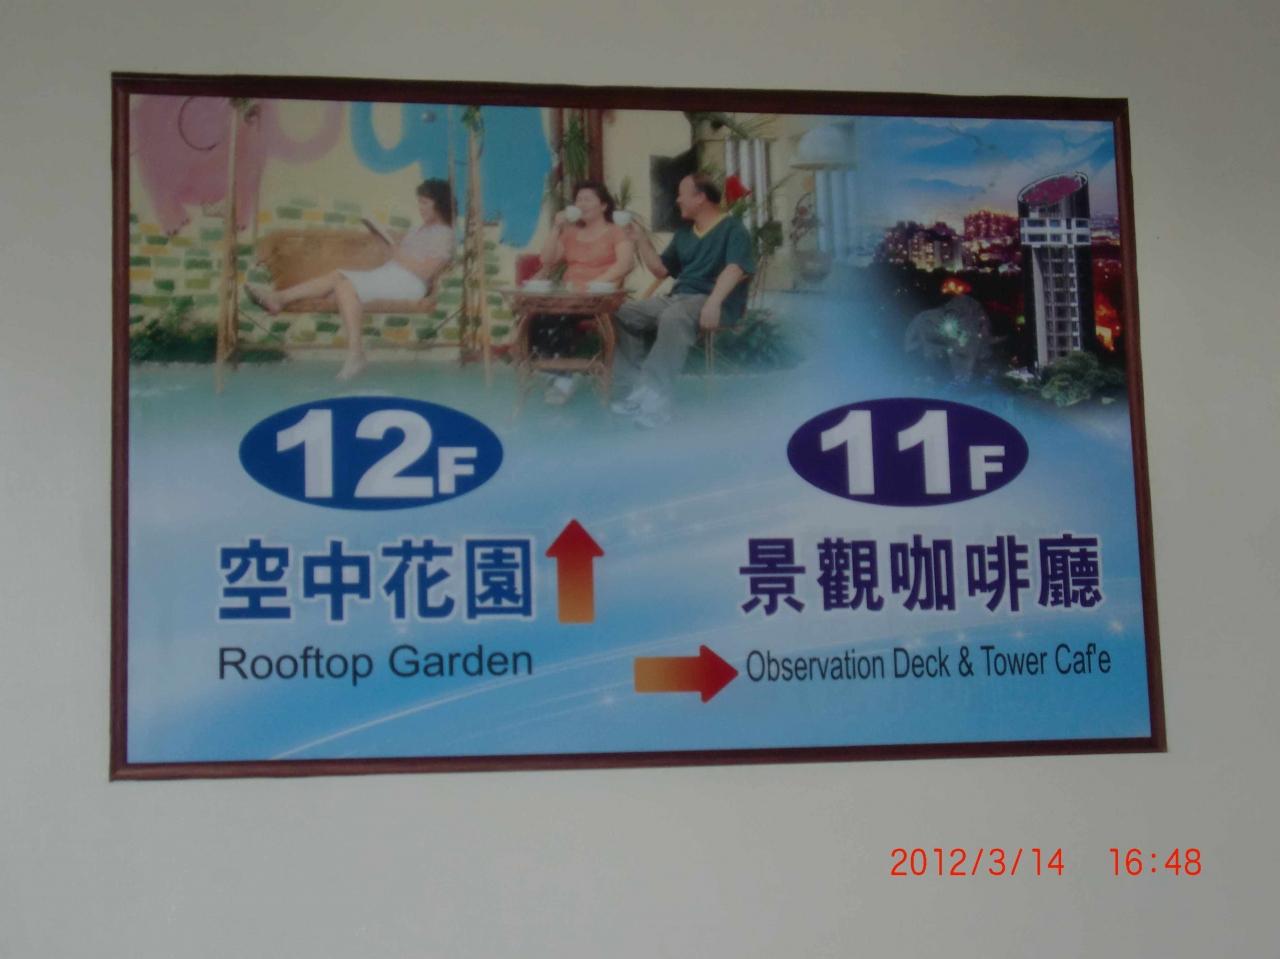 12F
空中花園
Rooftop Garden
11F
景觀咖啡廳
Observation Deck & Tower Caf'e
2012/3/14 16:48